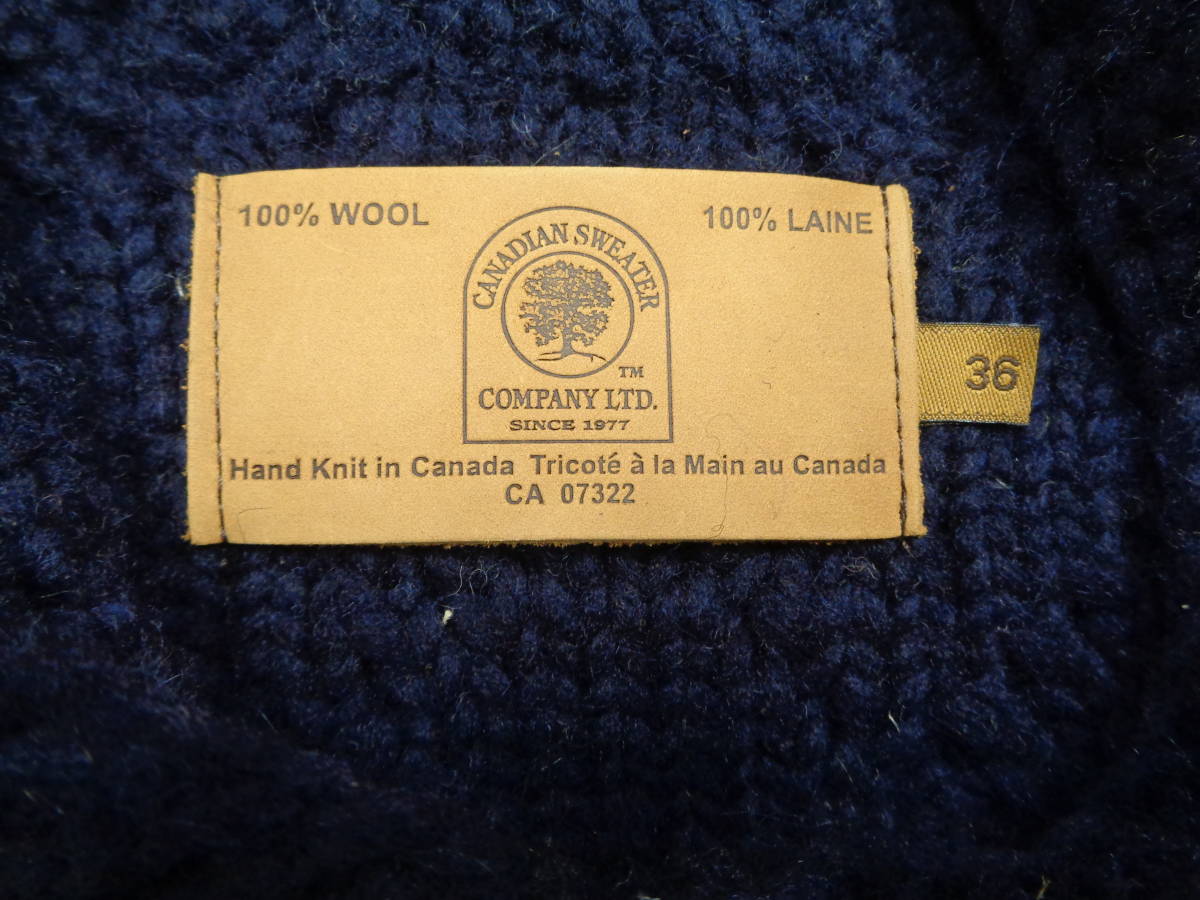 100% WOOL 100% LAINE
CANADIAN SWEATER
TM
COMPANY LTD.
SINCE 1977
36
Hand Knit in Canada Tricoté à la Main au Canada
CA 07322